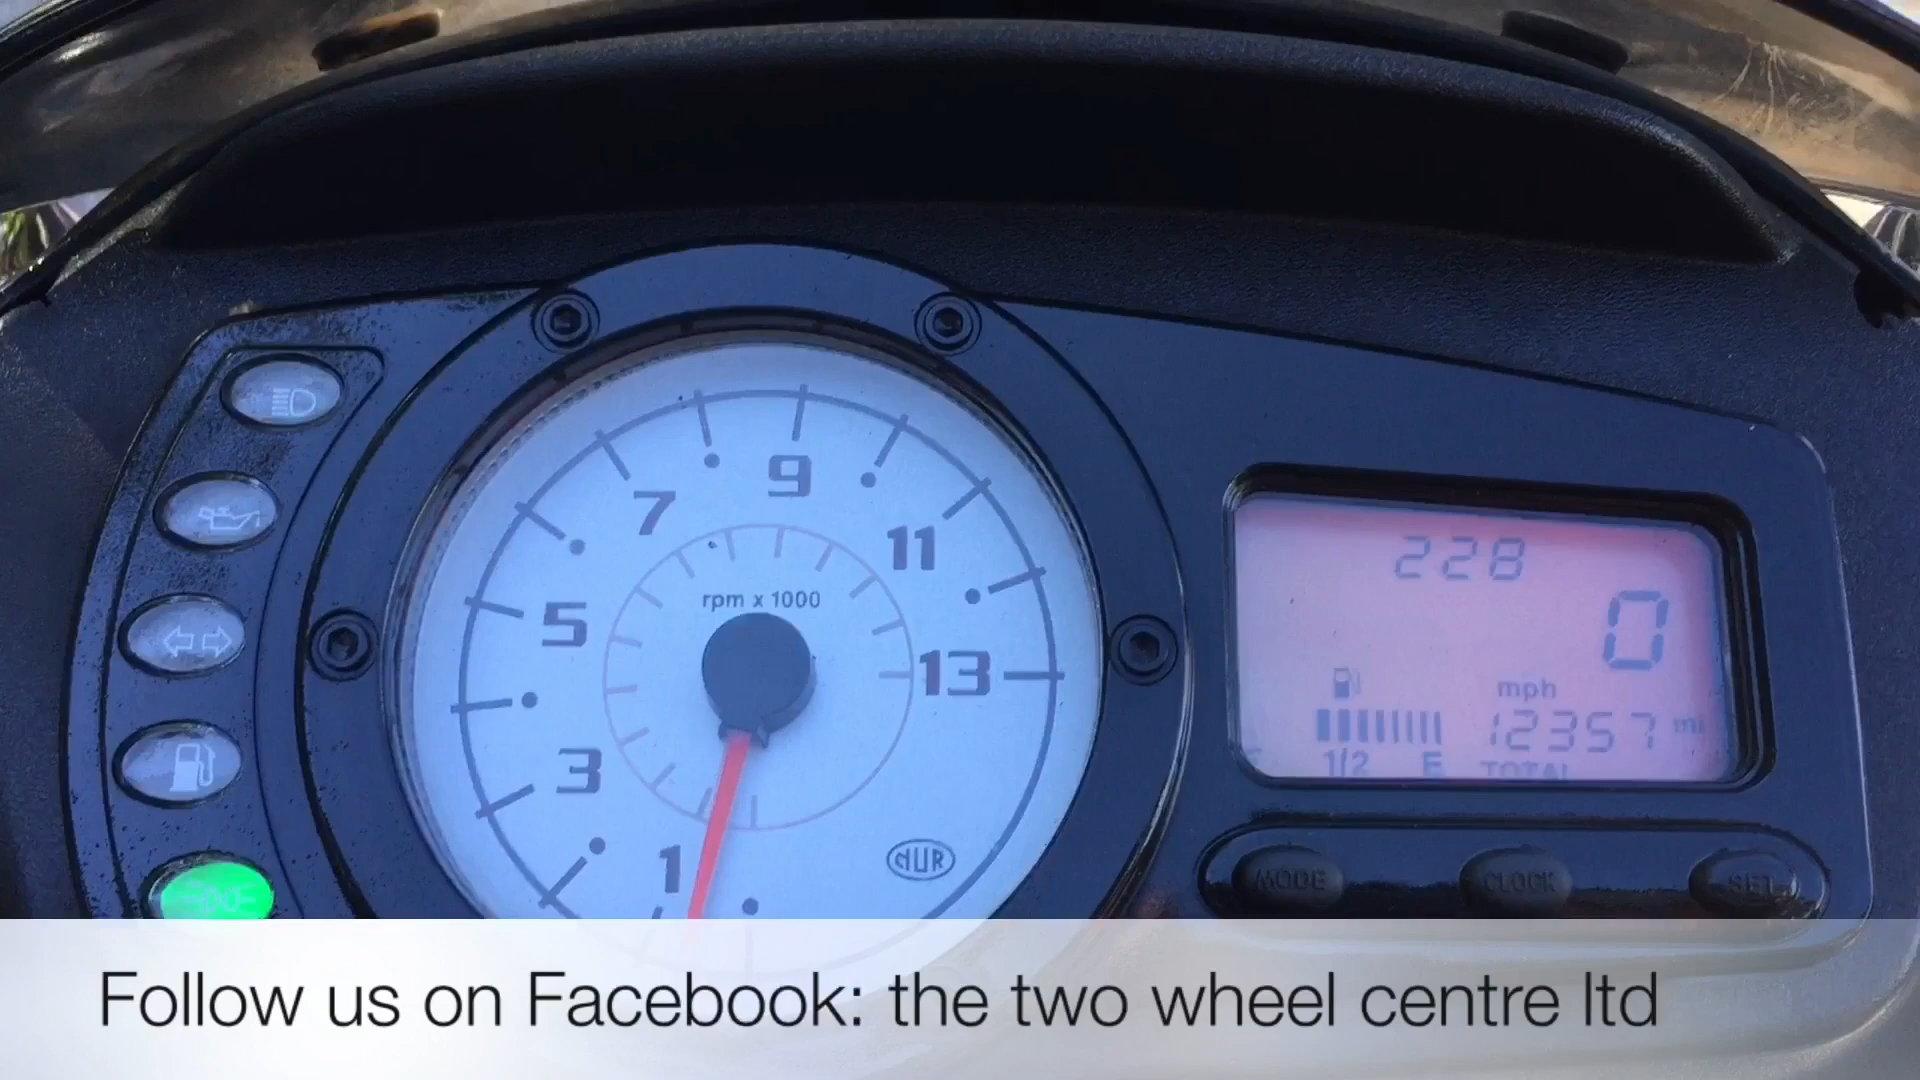 9
7
11
rpm x 1000
5
13
3
1
NUR
228
0
mph
12357 mi
1/2 E TOTAL
MODE CLOCK SET
Follow us on Facebook: the two wheel centre ltd